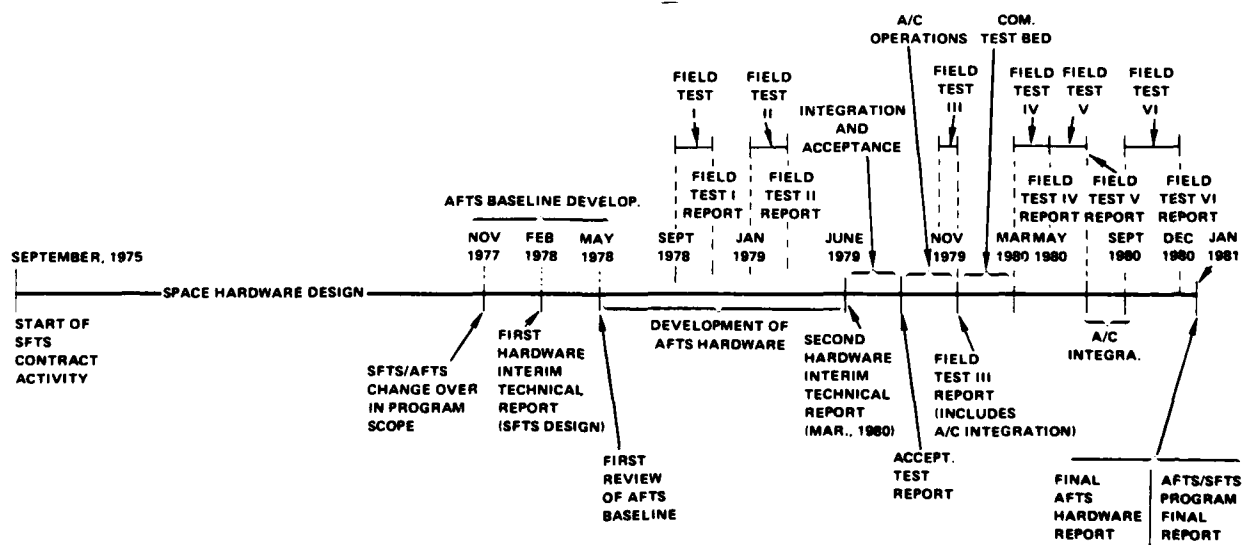 A/C
OPERATIONS
COM.
TEST BED
FIELD
TEST
I
FIELD
TEST
II
INTEGRATION
AND
ACCEPTANCE
FIELD
TEST
III
FIELD
TEST
IV
FIELD
TEST
V
FIELD
TEST
VI
FIELD
TEST I
REPORT
FIELD
TEST II
REPORT
FIELD
TEST IV
REPORT
FIELD
TEST V
REPORT
FIELD
TEST VI
REPORT
AFTS BASELINE DEVELOP.
SEPTEMBER, 1975
NOV
1977
FEB
1978
MAY
1978
SEPT
1978
JAN
1979
JUNE
1979
NOV
1979
MAR
1980
MAY
1980
SEPT
1980
DEC
1980
JAN
1981
SPACE HARDWARE DESIGN
START OF
SFTS
CONTRACT
ACTIVITY
SFTS/AFTS
CHANGE OVER
IN PROGRAM
SCOPE
FIRST
HARDWARE
INTERIM
TECHNICAL
REPORT
(SFTS DESIGN)
FIRST
REVIEW
OF AFTS
BASELINE
DEVELOPMENT OF
AFTS HARDWARE
SECOND
HARDWARE
INTERIM
TECHNICAL
REPORT
(MAR., 1980)
ACCEPT.
TEST
REPORT
FIELD
TEST III
REPORT
(INCLUDES
A/C INTEGRATION)
A/C
INTEGRA.
FINAL
AFTS
HARDWARE
REPORT
AFTS/SFTS
PROGRAM
FINAL
REPORT